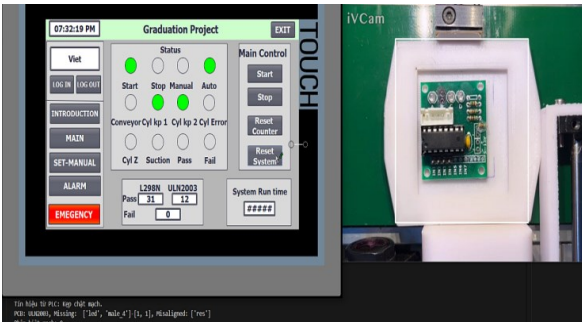 07:32:19 PM
Graduation Project
EXIT
TOUCH
iVCam
Viet
LOG IN
LOG OUT
INTRODUCTION
MAIN
SET-MANUAL
ALARM
EMEGENCY
Status
Start Stop Manual Auto
Conveyor Cyl kp 1 Cyl kp 2 Cyl Error
Cyl Z Suction Pass Fail
L298N ULN2003
Pass 31 12
Fail 0
Main Control
Start
Stop
Reset
Counter
Reset
System
System Run time
#####
Tín hiệu từ PLC: Kẹp chặt mạch.
PCB: ULN2003, Missing: ['led', 'male_4']-[1, 1], Misaligned: ['res']